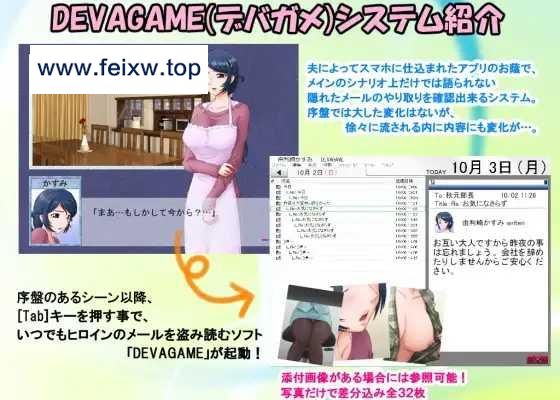 DEVAGAME(デバガメ)システム紹介
www.feixw.top
夫によってスマホに仕込まれたアプリのお蔭で、
メインのシナリオ上だけでは語られない
隠れたメールのやり取りを確認出来るシステム。
序盤では大した変化はないが、
徐々に流される内に内容にも変化が…。
かすみ
「まあ…もしかして今から？…」
DEVAGAME
10月 2日(日)
TODAY 10月 3日(月)
To:秋元部長 10/02 11:28
Title:Re:お気になさらず
由利崎かすみ written
お互い大人ですから昨夜の事
は忘れましょう。会社を辞め
たりしませんからご安心くだ
さい。
序盤のあるシーン以降、
[Tab]キーを押す事で、
いつでもヒロインのメールを盗み読むソフト
「DEVAGAME」が起動！
添付画像がある場合には参照可能！
写真だけで差分込み全32枚